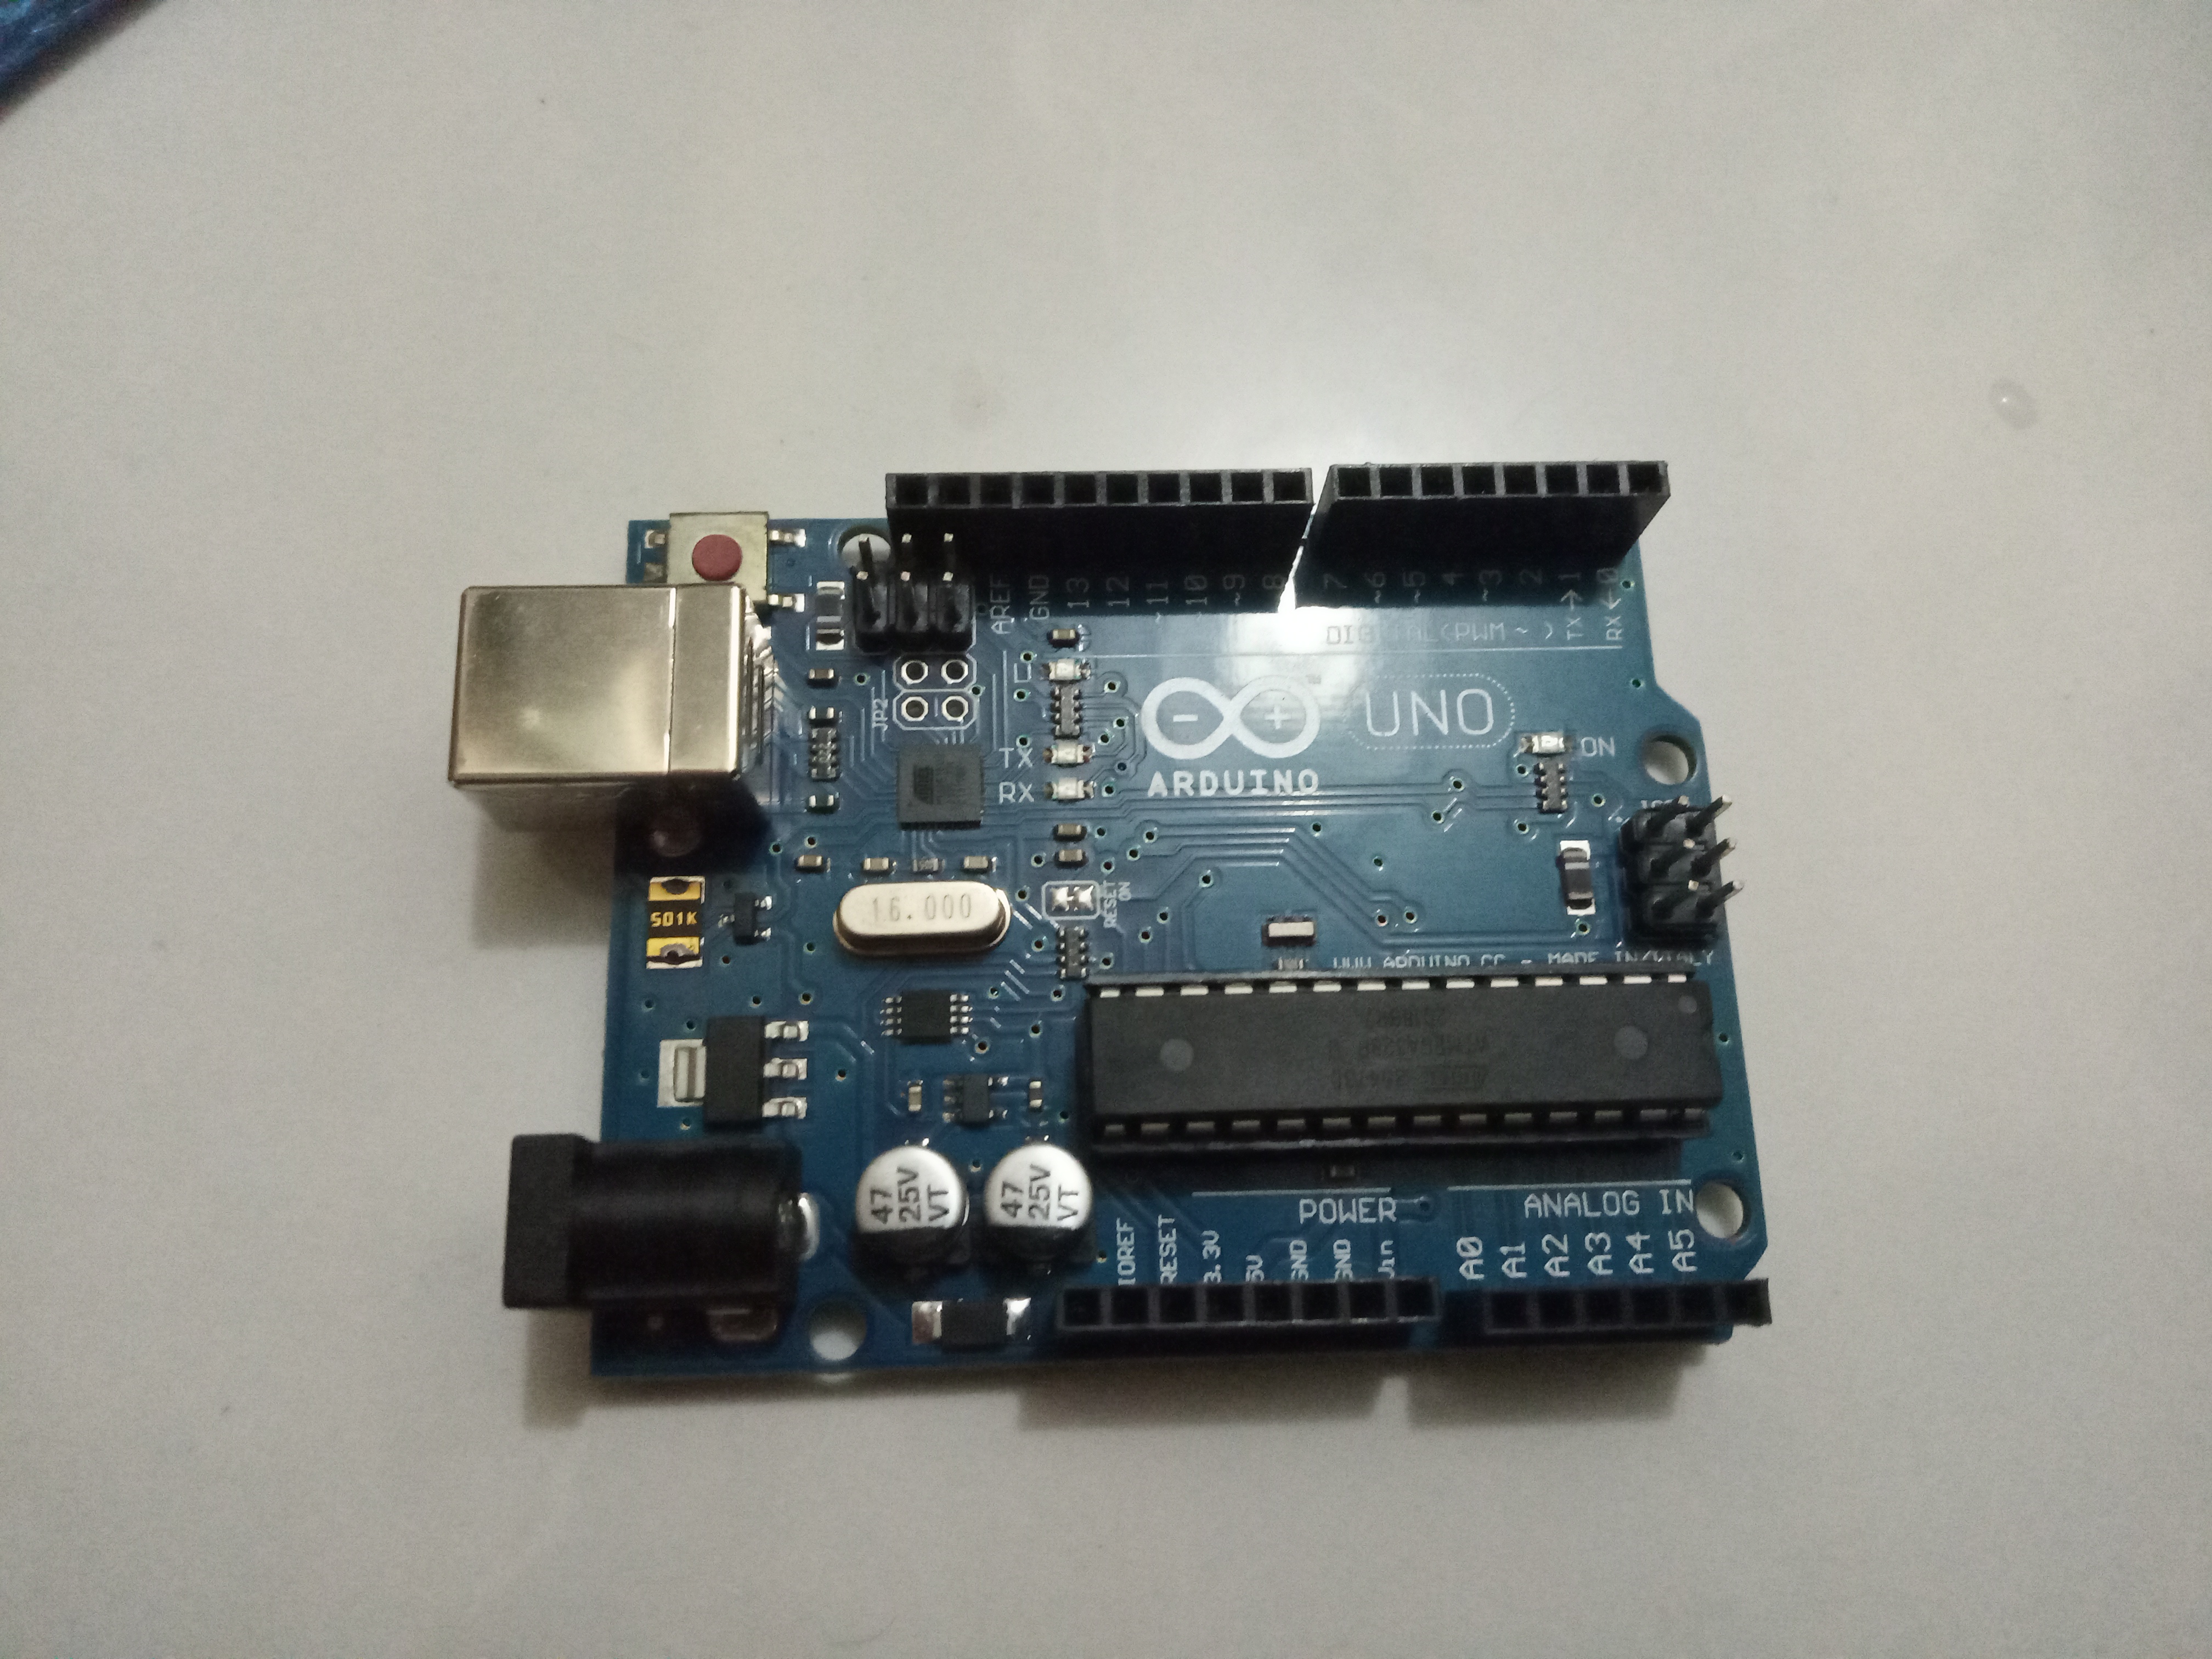 AREF
GND
13
12
~11
~10
~9
8
7
~6
~5
4
~3
2
TX→1
RX←0
DIGITAL(PWM ~ )
L
JP2
TX
RX
UNO
ARDUINO
ON
16.000
RESET
ON
501K
WWW.ARDUINO.CC - MADE IN ITALY
47
25V
VT
47
25V
VT
POWER
ANALOG IN
IOREF
RESET
3.3V
5V
GND
GND
Vin
A0
A1
A2
A3
A4
A5